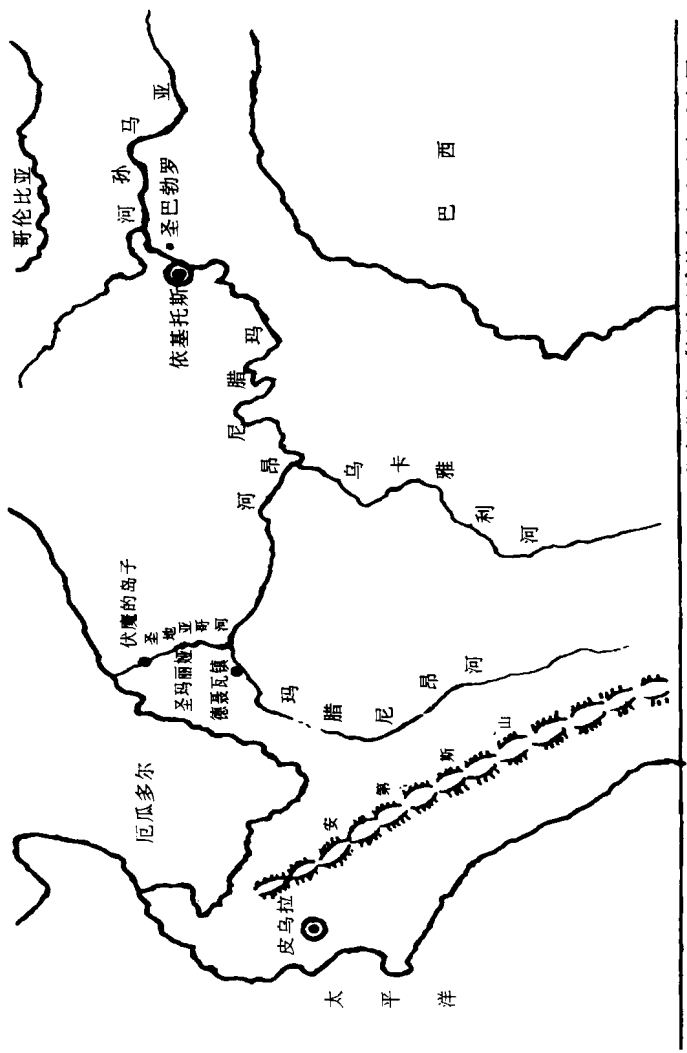 哥伦比亚
亚马孙河
圣巴勃罗
依基托斯
巴西
玛腊尼昂河
乌卡雅利河
伏魔的岛子
圣地亚哥河
圣玛丽娅
德聂瓦镇
玛腊尼昂河
厄瓜多尔
安第斯山
皮乌拉
太平洋